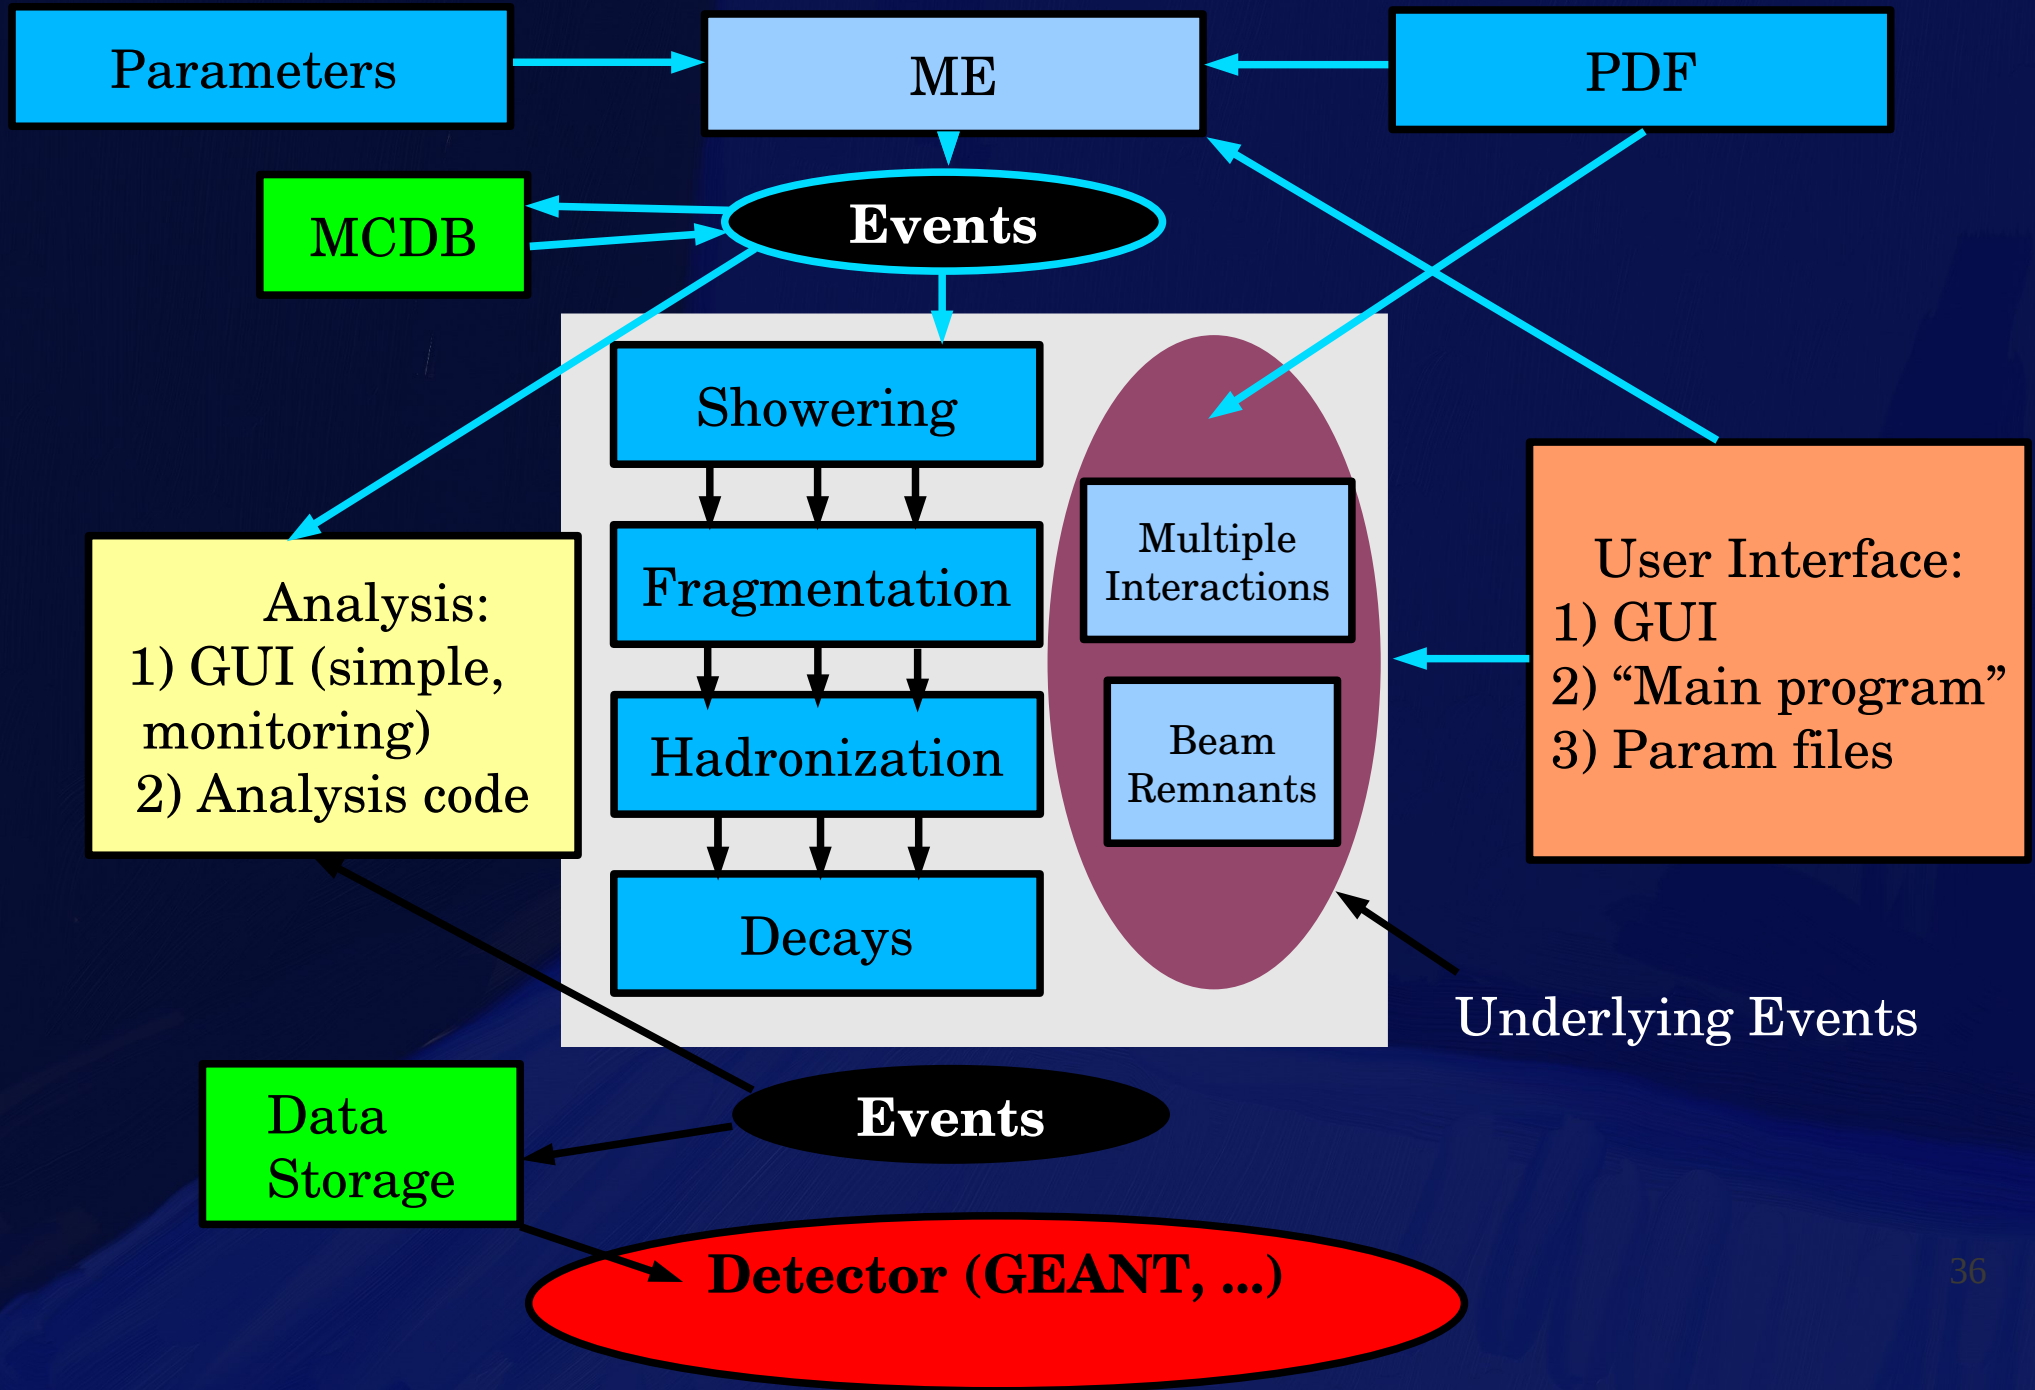 Parameters
ME
PDF
MCDB
Events
Showering
Fragmentation
Hadronization
Decays
Multiple
Interactions
Beam
Remnants
Analysis:
1) GUI (simple,
monitoring)
2) Analysis code
User Interface:
1) GUI
2) “Main program”
3) Param files
Underlying Events
Data
Storage
Events
Detector (GEANT, ...)
36